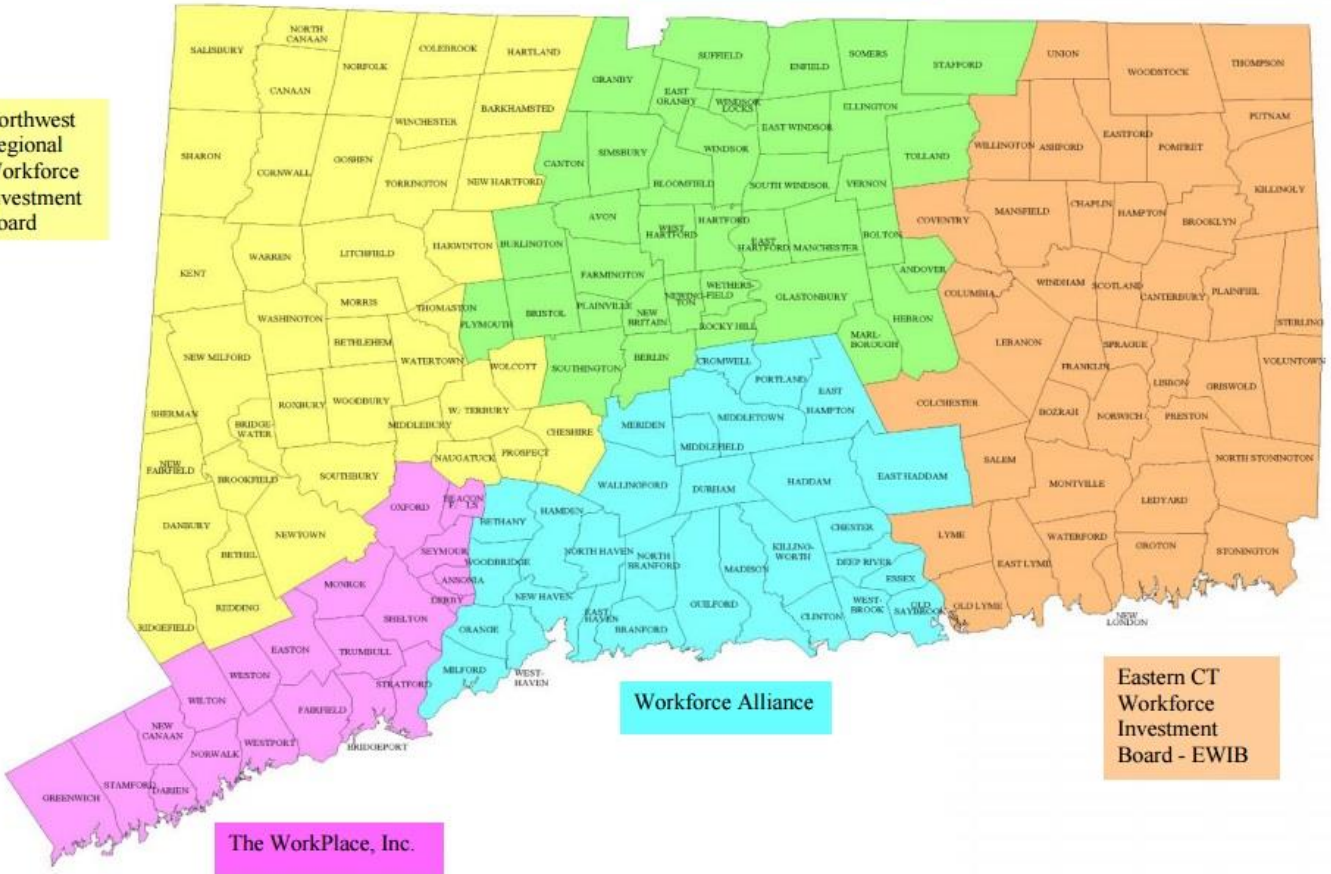 SALISBURY
NORTH
CANAAN
NORFOLK
COLEBROOK
HARTLAND
CANAAN
WINCHESTER
BARKHAMSTED
SHARON
CORNWALL
GOSHEN
TORRINGTON
NEW HARTFORD
KENT
WARREN
LITCHFIELD
HARWINTON
MORRIS
WASHINGTON
THOMASTON
BETHLEHEM
NEW MILFORD
WATERTOWN
WOLCOTT
SHERMAN
ROXBURY
WOODBURY
BRIDGE-
WATER
MIDDLEBURY
W. TERBURY
CHESHIRE
NEW
FAIRFIELD
BROOKFIELD
SOUTHBURY
NAUGATUCK
PROSPECT
DANBURY
NEWTOWN
BETHEL
REDDING
RIDGEFIELD
orthwest
egional
orkforce
vestment
oard
GRANBY
SUFFIELD
ENFIELD
SOMERS
STAFFORD
EAST
GRANBY
WINDSOR
LOCKS
ELLINGTON
EAST WINDSOR
CANTON
SIMSBURY
WINDSOR
TOLLAND
BLOOMFIELD
SOUTH WINDSOR
VERNON
AVON
BURLINGTON
WEST
HARTFORD
HARTFORD
EAST
HARTFORD
MANCHESTER
BOLTON
ANDOVER
FARMINGTON
PLYMOUTH
BRISTOL
PLAINVILLE
NEW
BRITAIN
NEWING-
TON
WETHERS-
FIELD
ROCKY HILL
GLASTONBURY
HEBRON
MARL-
BOROUGH
SOUTHINGTON
BERLIN
UNION
WOODSTOCK
THOMPSON
PUTNAM
WILLINGTON
ASHFORD
EASTFORD
POMFRET
KILLINGLY
COVENTRY
MANSFIELD
CHAPLIN
HAMPTON
BROOKLYN
COLUMBIA
WINDHAM
SCOTLAND
CANTERBURY
PLAINFIEL
STERLING
LEBANON
SPRAGUE
FRANKLIN
LISBON
GRISWOLD
VOLUNTOWN
COLCHESTER
BOZRAH
NORWICH
PRESTON
SALEM
MONTVILLE
NORTH STONINGTON
LEDYARD
LYME
EAST LYME
WATERFORD
GROTON
STONINGTON
OLD LYME
NEW
LONDON
CROMWELL
PORTLAND
EAST
HAMPTON
MERIDEN
MIDDLETOWN
MIDDLEFIELD
WALLINGFORD
DURHAM
HADDAM
EAST HADDAM
BETHANY
HAMDEN
CHESTER
WOODBRIDGE
NORTH HAVEN
NORTH
BRANFORD
MADISON
KILLING-
WORTH
DEEP RIVER
ESSEX
NEW HAVEN
GUILFORD
CLINTON
WEST-
BROOK
OLD
SAYBROOK
ORANGE
EAST
HAVEN
BRANFORD
MILFORD
WEST-
HAVEN
OXFORD
SEYMOUR
ANSONIA
DERBY
MONROE
SHELTON
EASTON
TRUMBULL
WESTON
STRATFORD
WILTON
FAIRFIELD
NEW
CANAAN
NORWALK
WESTPORT
BRIDGEPORT
GREENWICH
STAMFORD
DARIEN
Workforce Alliance
Eastern CT
Workforce
Investment
Board - EWIB
The WorkPlace, Inc.